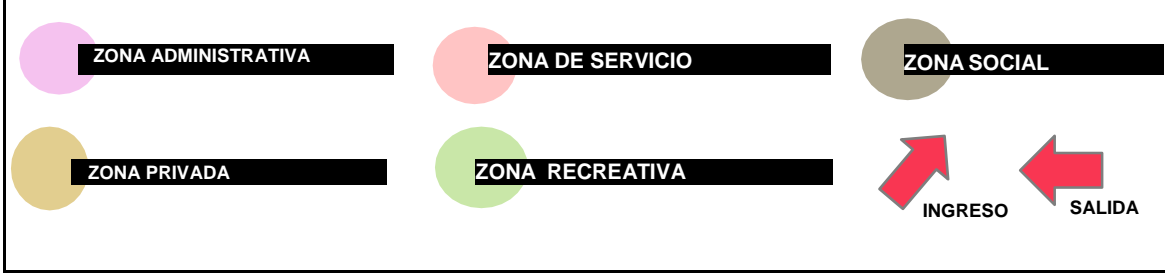 ZONA ADMINISTRATIVA
ZONA DE SERVICIO
ZONA SOCIAL
ZONA PRIVADA
ZONA RECREATIVA
INGRESO
SALIDA